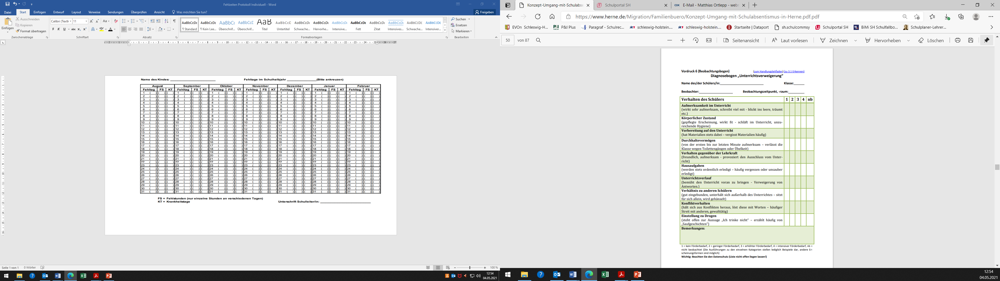 Fehlzeiten Protokoll Individuell - Word
Datei Start Einfügen Entwurf Layout Verweise Sendungen Überprüfen Ansicht Was möchten Sie tun? Freigeben
Einfügen
Ausschneiden
Kopieren
Format übertragen
Zwischenablage
Calibri (Textk 11
F K U abc
Schriftart
Absatz
AaBbCcDc AaBbCcDc AaBbC( AaBbCcC AaB AaBbCcC AaBbCcDc AaBbCcDc AaBbCcDc AaBbCcDc AaBbCcDc AaBbCcDc AABBCCDC AABBCCDC
¶ Standard ¶ Kein Lee... Überschrif... Überschrif... Titel Untertitel Schwache... Hervorhe... Intensive... Fett Zitat Intensives... Schwache... Intensiver...
Formatvorlagen
Suchen
Ersetzen
Markieren
Bearbeiten
Name des Kindes: Fehltage im Schulhalbjahr (Bitte ankreuzen)
August September Oktober November Dezember Januar Februar
Fehltag FS KT Fehltag FS KT Fehltag FS KT Fehltag FS KT Fehltag FS KT Fehltag FS KT Fehltag FS KT
1 ( ) ( ) ( ) 1 ( ) ( ) ( ) 1 ( ) ( ) ( ) 1 ( ) ( ) ( ) 1 ( ) ( ) ( ) 1 ( ) ( ) ( ) 1 ( ) ( ) ( )
2 ( ) ( ) ( ) 2 ( ) ( ) ( ) 2 ( ) ( ) ( ) 2 ( ) ( ) ( ) 2 ( ) ( ) ( ) 2 ( ) ( ) ( ) 2 ( ) ( ) ( )
3 ( ) ( ) ( ) 3 ( ) ( ) ( ) 3 ( ) ( ) ( ) 3 ( ) ( ) ( ) 3 ( ) ( ) ( ) 3 ( ) ( ) ( ) 3 ( ) ( ) ( )
4 ( ) ( ) ( ) 4 ( ) ( ) ( ) 4 ( ) ( ) ( ) 4 ( ) ( ) ( ) 4 ( ) ( ) ( ) 4 ( ) ( ) ( ) 4 ( ) ( ) ( )
5 ( ) ( ) ( ) 5 ( ) ( ) ( ) 5 ( ) ( ) ( ) 5 ( ) ( ) ( ) 5 ( ) ( ) ( ) 5 ( ) ( ) ( ) 5 ( ) ( ) ( )
6 ( ) ( ) ( ) 6 ( ) ( ) ( ) 6 ( ) ( ) ( ) 6 ( ) ( ) ( ) 6 ( ) ( ) ( ) 6 ( ) ( ) ( ) 6 ( ) ( ) ( )
7 ( ) ( ) ( ) 7 ( ) ( ) ( ) 7 ( ) ( ) ( ) 7 ( ) ( ) ( ) 7 ( ) ( ) ( ) 7 ( ) ( ) ( ) 7 ( ) ( ) ( )
8 ( ) ( ) ( ) 8 ( ) ( ) ( ) 8 ( ) ( ) ( ) 8 ( ) ( ) ( ) 8 ( ) ( ) ( ) 8 ( ) ( ) ( ) 8 ( ) ( ) ( )
9 ( ) ( ) ( ) 9 ( ) ( ) ( ) 9 ( ) ( ) ( ) 9 ( ) ( ) ( ) 9 ( ) ( ) ( ) 9 ( ) ( ) ( ) 9 ( ) ( ) ( )
10 ( ) ( ) ( ) 10 ( ) ( ) ( ) 10 ( ) ( ) ( ) 10 ( ) ( ) ( ) 10 ( ) ( ) ( ) 10 ( ) ( ) ( ) 10 ( ) ( ) ( )
11 ( ) ( ) ( ) 11 ( ) ( ) ( ) 11 ( ) ( ) ( ) 11 ( ) ( ) ( ) 11 ( ) ( ) ( ) 11 ( ) ( ) ( ) 11 ( ) ( ) ( )
12 ( ) ( ) ( ) 12 ( ) ( ) ( ) 12 ( ) ( ) ( ) 12 ( ) ( ) ( ) 12 ( ) ( ) ( ) 12 ( ) ( ) ( ) 12 ( ) ( ) ( )
13 ( ) ( ) ( ) 13 ( ) ( ) ( ) 13 ( ) ( ) ( ) 13 ( ) ( ) ( ) 13 ( ) ( ) ( ) 13 ( ) ( ) ( ) 13 ( ) ( ) ( )
14 ( ) ( ) ( ) 14 ( ) ( ) ( ) 14 ( ) ( ) ( ) 14 ( ) ( ) ( ) 14 ( ) ( ) ( ) 14 ( ) ( ) ( ) 14 ( ) ( ) ( )
15 ( ) ( ) ( ) 15 ( ) ( ) ( ) 15 ( ) ( ) ( ) 15 ( ) ( ) ( ) 15 ( ) ( ) ( ) 15 ( ) ( ) ( ) 15 ( ) ( ) ( )
16 ( ) ( ) ( ) 16 ( ) ( ) ( ) 16 ( ) ( ) ( ) 16 ( ) ( ) ( ) 16 ( ) ( ) ( ) 16 ( ) ( ) ( ) 16 ( ) ( ) ( )
17 ( ) ( ) ( ) 17 ( ) ( ) ( ) 17 ( ) ( ) ( ) 17 ( ) ( ) ( ) 17 ( ) ( ) ( ) 17 ( ) ( ) ( ) 17 ( ) ( ) ( )
18 ( ) ( ) ( ) 18 ( ) ( ) ( ) 18 ( ) ( ) ( ) 18 ( ) ( ) ( ) 18 ( ) ( ) ( ) 18 ( ) ( ) ( ) 18 ( ) ( ) ( )
19 ( ) ( ) ( ) 19 ( ) ( ) ( ) 19 ( ) ( ) ( ) 19 ( ) ( ) ( ) 19 ( ) ( ) ( ) 19 ( ) ( ) ( ) 19 ( ) ( ) ( )
20 ( ) ( ) ( ) 20 ( ) ( ) ( ) 20 ( ) ( ) ( ) 20 ( ) ( ) ( ) 20 ( ) ( ) ( ) 20 ( ) ( ) ( ) 20 ( ) ( ) ( )
21 ( ) ( ) ( ) 21 ( ) ( ) ( ) 21 ( ) ( ) ( ) 21 ( ) ( ) ( ) 21 ( ) ( ) ( ) 21 ( ) ( ) ( ) 21 ( ) ( ) ( )
22 ( ) ( ) ( ) 22 ( ) ( ) ( ) 22 ( ) ( ) ( ) 22 ( ) ( ) ( ) 22 ( ) ( ) ( ) 22 ( ) ( ) ( ) 22 ( ) ( ) ( )
23 ( ) ( ) ( ) 23 ( ) ( ) ( ) 23 ( ) ( ) ( ) 23 ( ) ( ) ( ) 23 ( ) ( ) ( ) 23 ( ) ( ) ( ) 23 ( ) ( ) ( )
24 ( ) ( ) ( ) 24 ( ) ( ) ( ) 24 ( ) ( ) ( ) 24 ( ) ( ) ( ) 24 ( ) ( ) ( ) 24 ( ) ( ) ( ) 24 ( ) ( ) ( )
25 ( ) ( ) ( ) 25 ( ) ( ) ( ) 25 ( ) ( ) ( ) 25 ( ) ( ) ( ) 25 ( ) ( ) ( ) 25 ( ) ( ) ( ) 25 ( ) ( ) ( )
26 ( ) ( ) ( ) 26 ( ) ( ) ( ) 26 ( ) ( ) ( ) 26 ( ) ( ) ( ) 26 ( ) ( ) ( ) 26 ( ) ( ) ( ) 26 ( ) ( ) ( )
27 ( ) ( ) ( ) 27 ( ) ( ) ( ) 27 ( ) ( ) ( ) 27 ( ) ( ) ( ) 27 ( ) ( ) ( ) 27 ( ) ( ) ( ) 27 ( ) ( ) ( )
28 ( ) ( ) ( ) 28 ( ) ( ) ( ) 28 ( ) ( ) ( ) 28 ( ) ( ) ( ) 28 ( ) ( ) ( ) 28 ( ) ( ) ( ) 28 ( ) ( ) ( )
29 ( ) ( ) ( ) 29 ( ) ( ) ( ) 29 ( ) ( ) ( ) 29 ( ) ( ) ( ) 29 ( ) ( ) ( ) 29 ( ) ( ) ( ) 29 ( ) ( ) ( )
30 ( ) ( ) ( ) 30 ( ) ( ) ( ) 30 ( ) ( ) ( ) 30 ( ) ( ) ( ) 30 ( ) ( ) ( ) 30 ( ) ( ) ( ) 30 ( ) ( ) ( )
31 ( ) ( ) ( ) 31 ( ) ( ) ( ) 31 ( ) ( ) ( ) 31 ( ) ( ) ( ) 31 ( ) ( ) ( ) 31 ( ) ( ) ( ) 31 ( ) ( ) ( )
FS = Fehlstunden (nur einzelne Stunden an verschiedenen Tagen)
KT = Krankheitstage Unterschrift Schulleiter/in:
Seite 1 von 1 0 Wörter 100 %
12:54
04.05.2021
Konzept-Umgang-mit-Schulabse Schulportal SH E-Mail - Matthias Ortlepp - webm
https://www.herne.de/Migration/Familienbuero/Konzept-Umgang-mit-Schulabsentismus-in-Herne.pdf.pdf
EVOn Schleswig-H... P&I Plus Paragraf - Schulrec... schleswig-holstein.... schleswig-holstein.... Startseite | Dataport sh.schulcommsy Schulportal SH BiMi SH Schulfallbo... Schulplaner-Lehrer...
50 von 87 Seitenansicht Laut vorlesen Zeichnen Hervorheben Löschen
Vordruck 6 (Beobachtungsbogen) (zum Handlungsleitfaden) (zu 3.1 Erkennen)
Diagnosebogen „Unterrichtsverweigerung“
Name des/der Schülers/in: Klasse:
Beobachter: Beobachtungszeitpunkt, -raum:
Verhalten des Schülers 1 2 3 4 nb
Aufmerksamkeit im Unterricht
(wirkt sehr aufmerksam, schreibt viel mit - blickt ins leere, träumt
etc.)
Körperlicher Zustand
(gepflegte Erscheinung, wirkt fit - schläft im Unterricht, unzu-
reichende Hygiene)
Vorbereitung auf den Unterricht
(hat Materialien stets dabei – vergisst Materialien häufig)
Durchhaltevermögen
(von der ersten bis zur letzten Minute aufmerksam – verlässt die
Klasse wegen Toilettengängen oder Übelkeit)
Verhalten gegenüber der Lehrkraft
(freundlich, aufmerksam - provoziert den Ausschluss vom Unter-
richt)
Hausaufgaben
(werden stets ordentlich erledigt – häufig vergessen oder unsauber
erledigt)
Unterrichtsverlauf
(bemüht den Unterricht voran zu bringen - Verweigerung von
Antworten.)
Verhältnis zu anderen Schülern
(gut eingebunden, unterhält sich außerhalb des Unterrichtes – sitzt
für sich allein, wird gehänselt)
Konfliktverhalten
(hält sich aus Konflikten heraus, löst diese mit Worten – häufiger
Streit mit anderen, gewalttätig)
Einstellung zu Drogen
(steht offen zur Aussage „Ich trinke nicht“ – erzählt häufig von
„Saufgeschichten“)
Bemerkungen:
1 = kein Förderbedarf, 2 = geringer Förderbedarf, 3 = erhöhter Förderbedarf, 4 = intensiver Förderbedarf, nb =
nicht beobachtet (Die Ausführungen zu den einzelnen Kategorien stellen lediglich Beispiele dar, andere Er-
scheinungsformen sind möglich)
Wichtig: Beachten Sie den Datenschutz (Liste nicht offen liegen lassen!)
12:54
04.05.2021